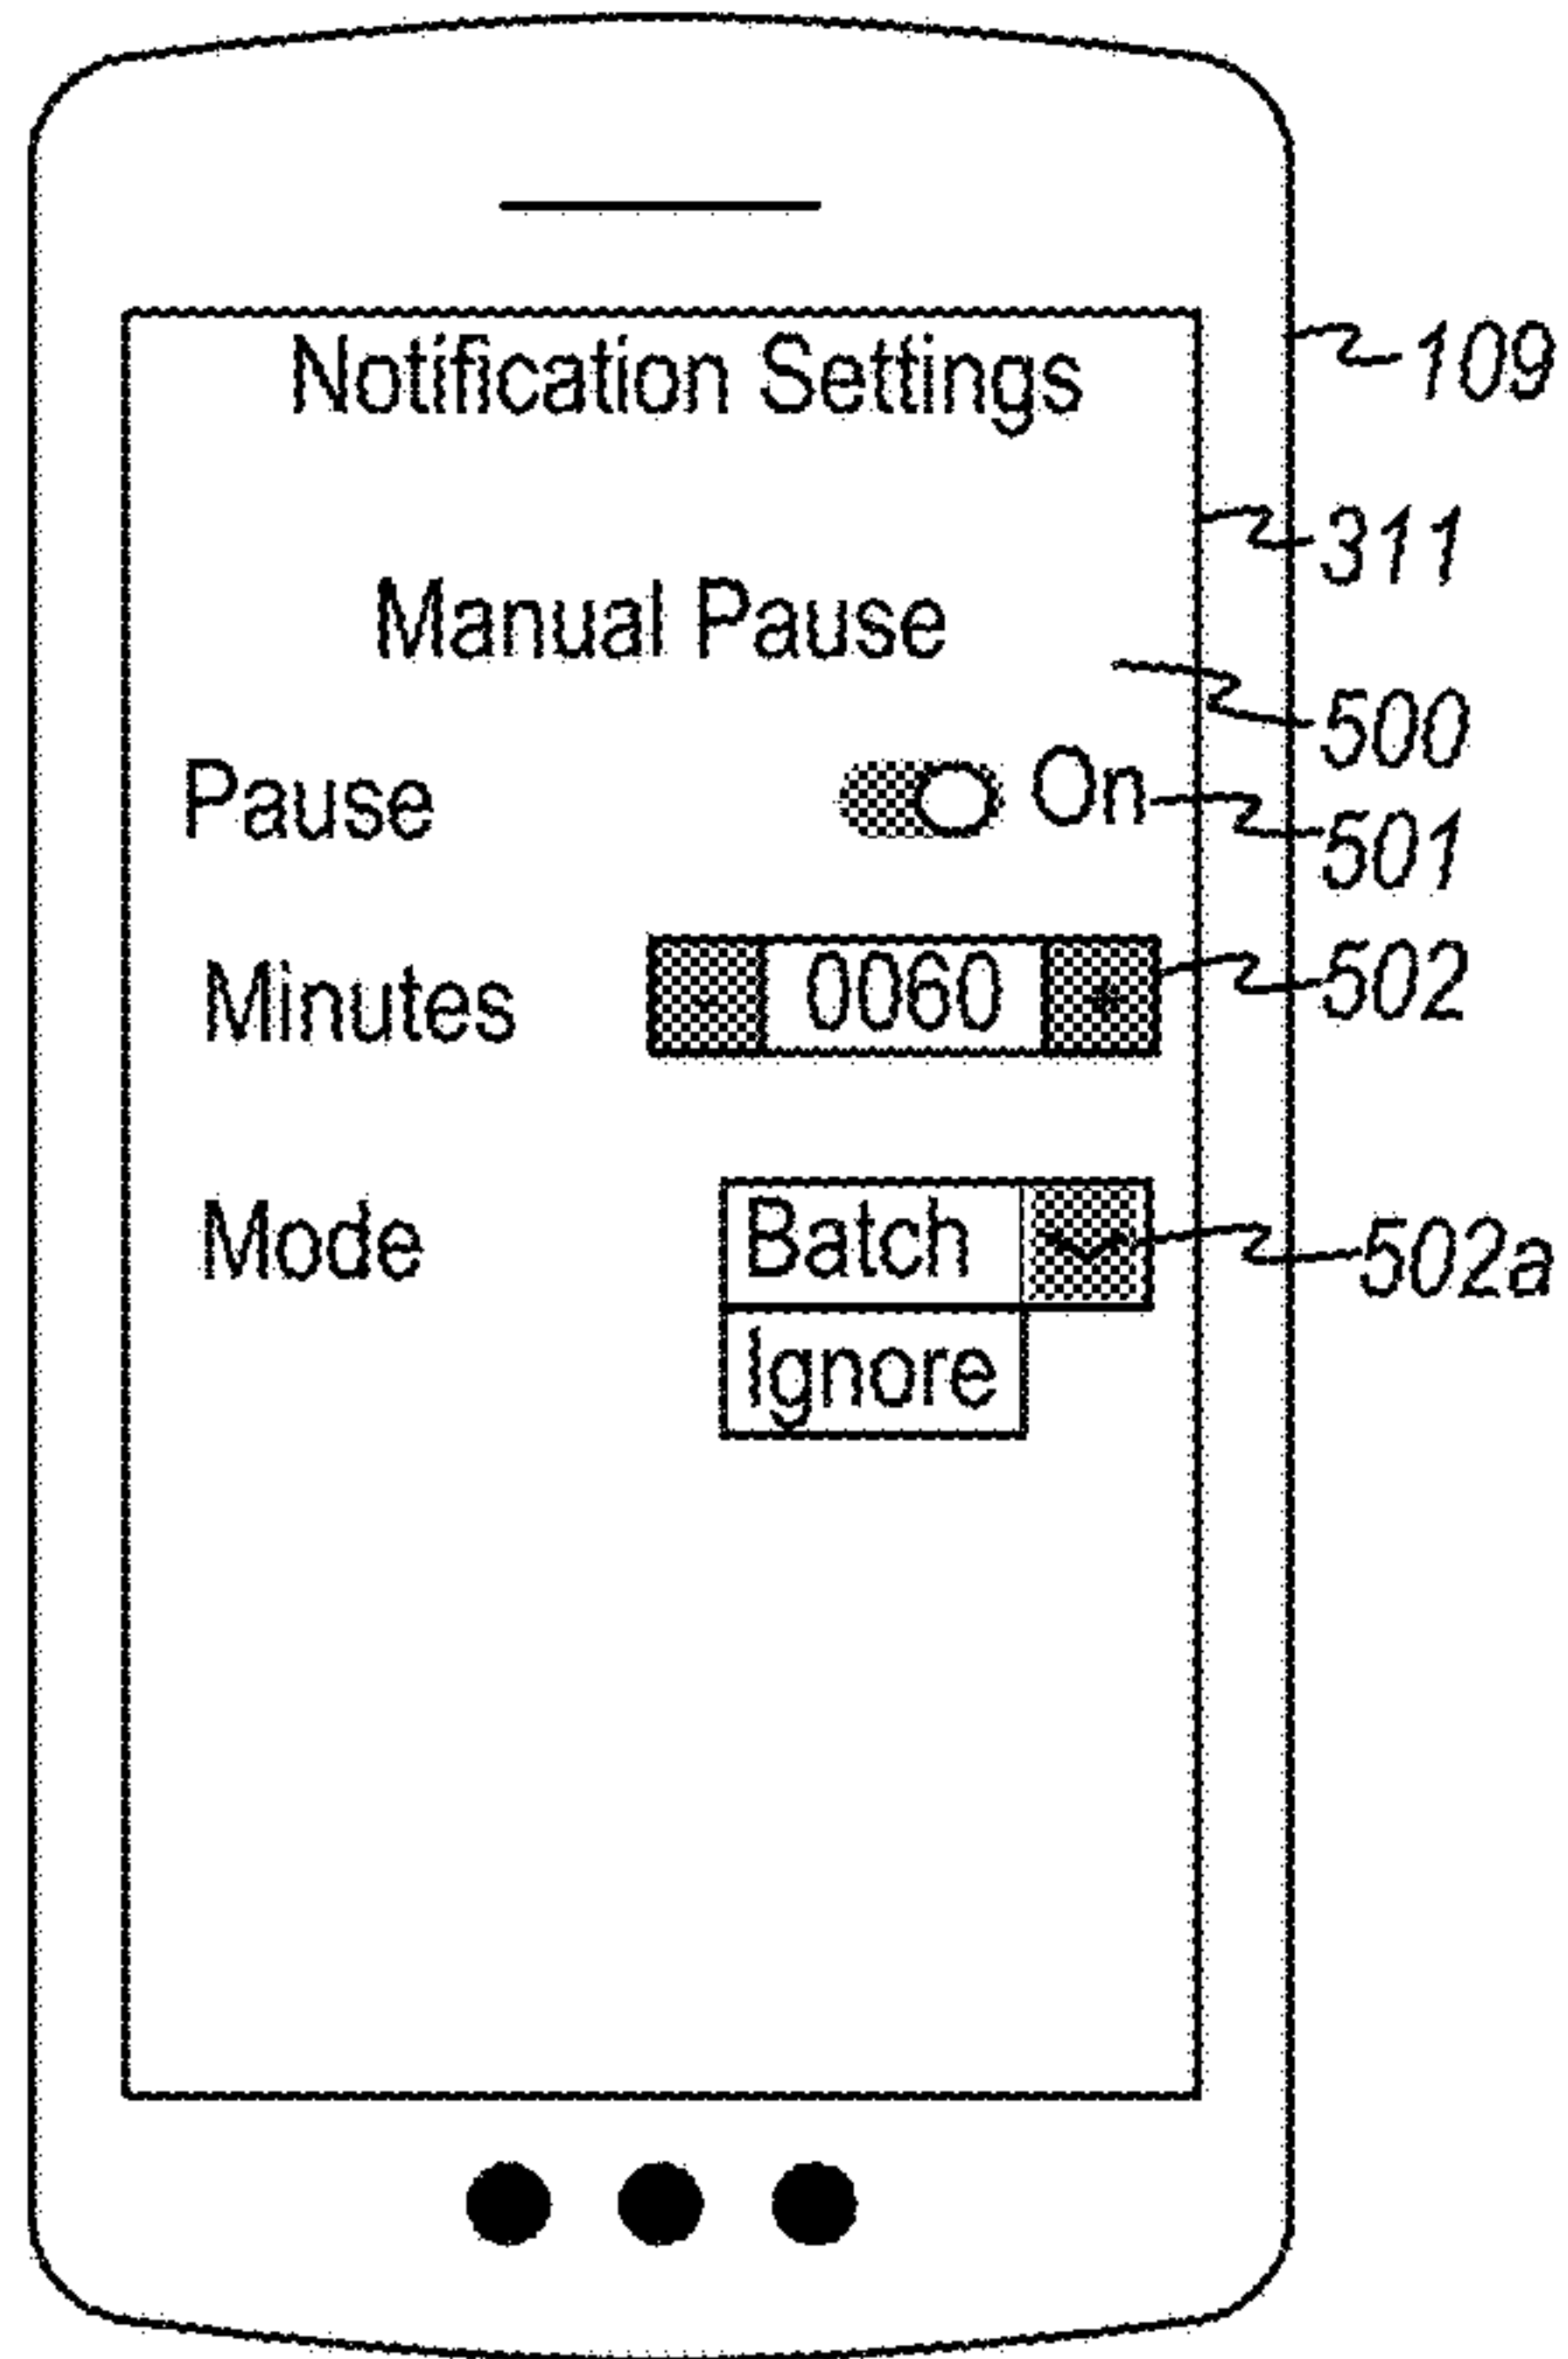 Notification Settings
109
311
Manual Pause
500
Pause On
501
Minutes - 0060
502
Mode Batch
502a
Ignore